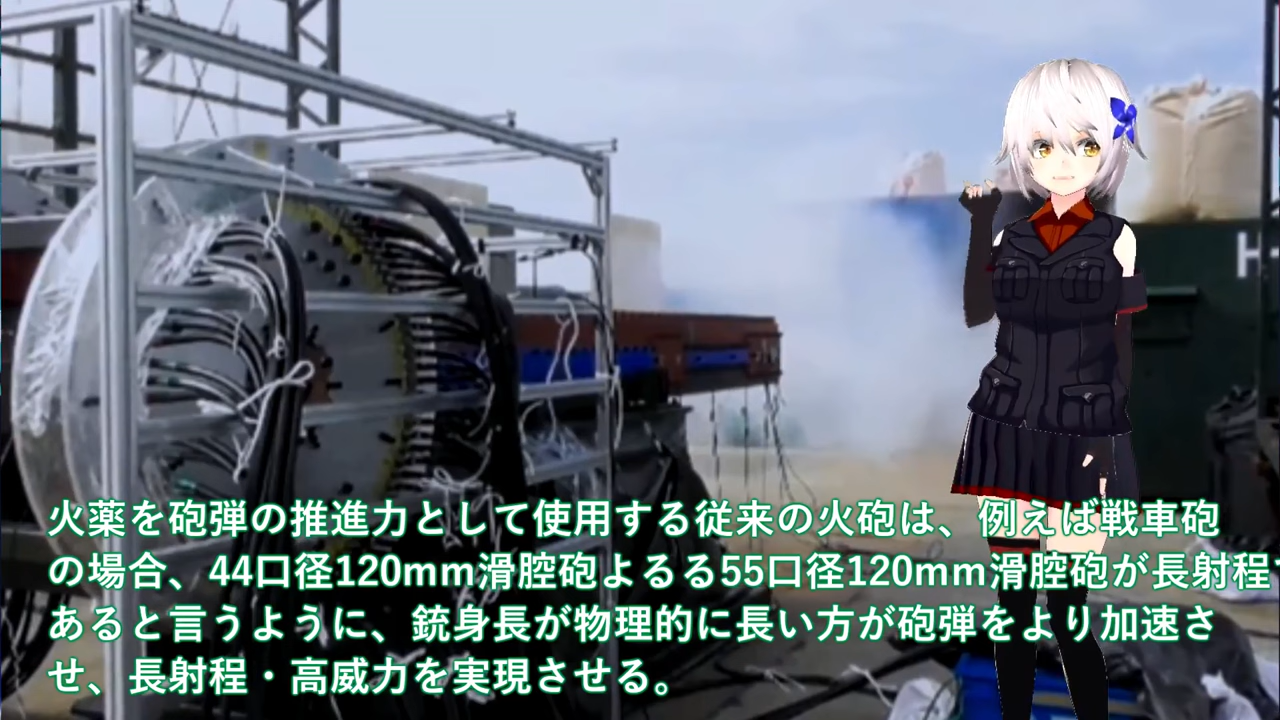 火薬を砲弾の推進力として使用する従来の火砲は、例えば戦車砲
の場合、44口径120mm滑腔砲よるる55口径120mm滑腔砲が長射程で
あると言うように、銃身長が物理的に長い方が砲弾をより加速さ
せ、長射程・高威力を実現させる。
H